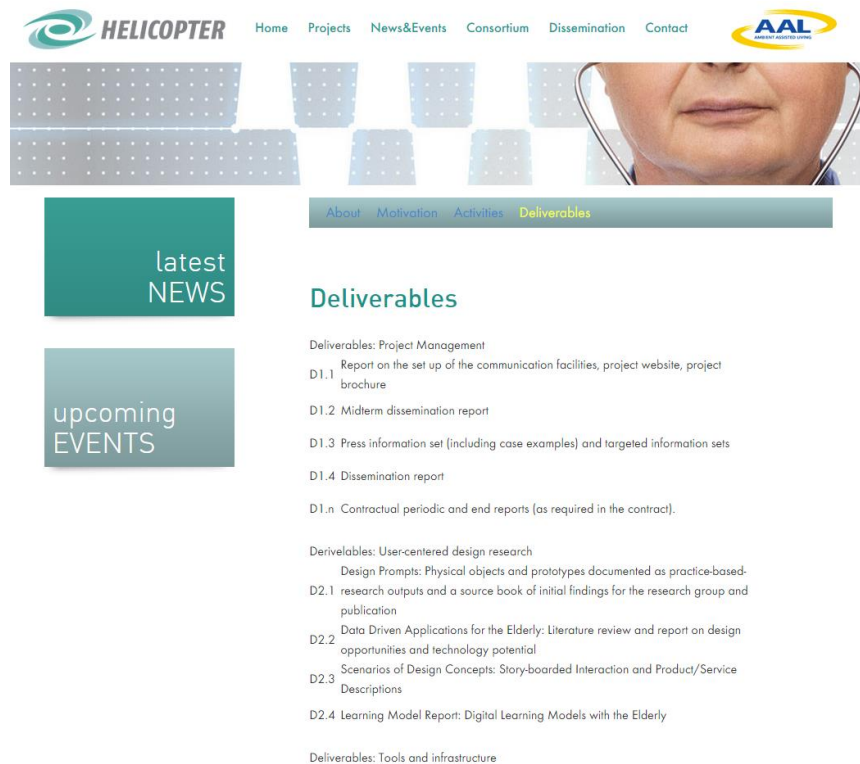 HELICOPTER
Home Projects News&Events Consortium Dissemination Contact
AAL
AMBIENT ASSISTED LIVING
About Motivation Activities Deliverables
latest
NEWS
upcoming
EVENTS
Deliverables
Deliverables: Project Management
D1.1 Report on the set up of the communication facilities, project website, project
brochure
D1.2 Midterm dissemination report
D1.3 Press information set (including case examples) and targeted information sets
D1.4 Dissemination report
D1.n Contractual periodic and end reports (as required in the contract).
Derivelables: User-centered design research
Design Prompts: Physical objects and prototypes documented as practice-based-
D2.1 research outputs and a source book of initial findings for the research group and
publication
D2.2 Data Driven Applications for the Elderly: Literature review and report on design
opportunities and technology potential
D2.3 Scenarios of Design Concepts: Story-boarded Interaction and Product/Service
Descriptions
D2.4 Learning Model Report: Digital Learning Models with the Elderly
Deliverables: Tools and infrastructure